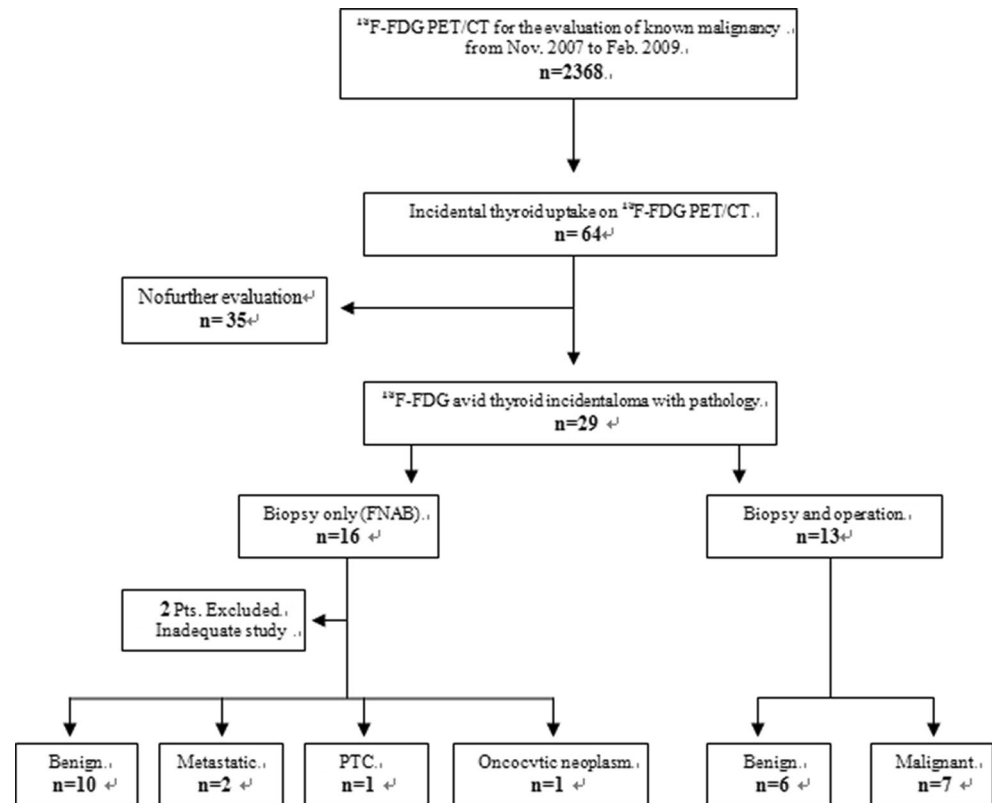 ¹⁸F-FDG PET/CT for the evaluation of known malignancy .
from Nov. 2007 to Feb. 2009.
n=2368.
Incidental thyroid uptake on ¹⁸F-FDG PET/CT.
n= 64↵
Nofurther evaluation↵
n= 35↵
¹⁸F-FDG avid thyroid incidentaloma with pathology.
n=29 ↵
Biopsy only (FNAB).
n=16 ↵
Biopsy and operation.
n=13↵
2 Pts. Excluded.
Inadequate study .
Benign.
n=10 ↵
Metastatic.
n=2 ↵
PTC.
n=1 ↵
Oncocvtic neoplasm.
n=1 ↵
Benign.
n=6 ↵
Malignant.
n=7 ↵